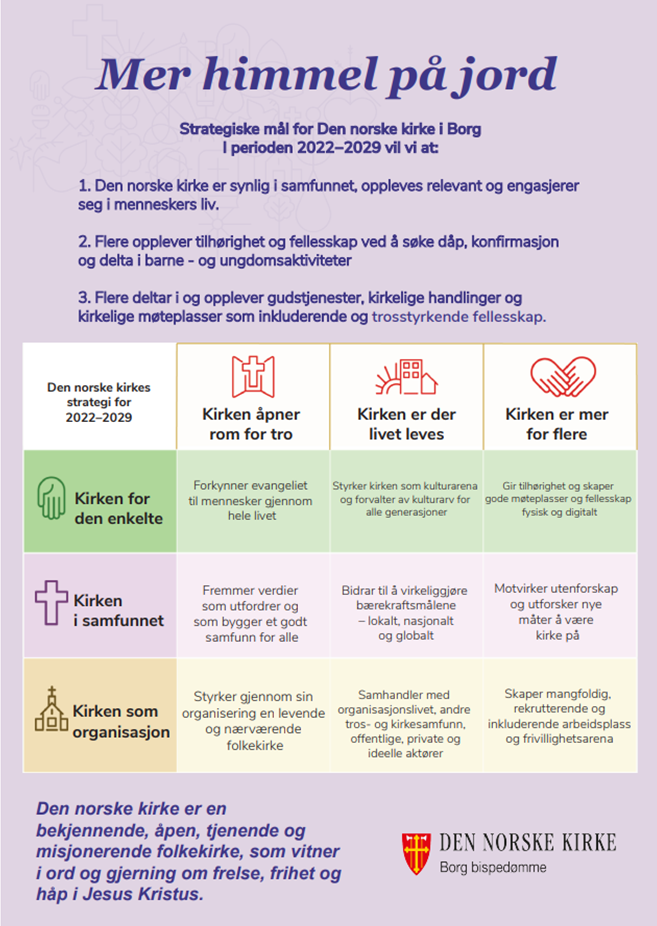 Mer himmel på jord
Strategiske mål for Den norske kirke i Borg
I perioden 2022–2029 vil vi at:
1. Den norske kirke er synlig i samfunnet, oppleves relevant og engasjerer
seg i menneskers liv.
2. Flere opplever tilhørighet og fellesskap ved å søke dåp, konfirmasjon
og delta i barne - og ungdomsaktiviteter
3. Flere deltar i og opplever gudstjenester, kirkelige handlinger og
kirkelige møteplasser som inkluderende og trosstyrkende fellesskap.
Den norske kirkes
strategi for
2022–2029
Kirken åpner
rom for tro
Kirken er der
livet leves
Kirken er mer
for flere
Kirken for
den enkelte
Forkynner evangeliet
til mennesker gjennom
hele livet
Styrker kirken som kulturarena
og forvalter av kulturarv for
alle generasjoner
Gir tilhørighet og skaper
gode møteplasser og fellesskap
fysisk og digitalt
Kirken
i samfunnet
Fremmer verdier
som utfordrer og
som bygger et godt
samfunn for alle
Bidrar til å virkeliggjøre
bærekraftsmålene
– lokalt, nasjonalt
og globalt
Motvirker utenforskap
og utforsker nye
måter å være
kirke på
Kirken som
organisasjon
Styrker gjennom sin
organisering en levende
og nærværende
folkekirke
Samhandler med
organisasjonslivet, andre
tros- og kirkesamfunn,
offentlige, private og
ideelle aktører
Skaper mangfoldig,
rekrutterende og
inkluderende arbeidsplass
og frivillighetsarena
Den norske kirke er en
bekjennende, åpen, tjenende og
misjonerende folkekirke, som vitner
i ord og gjerning om frelse, frihet og
håp i Jesus Kristus.
DEN NORSKE KIRKE
Borg bispedømme